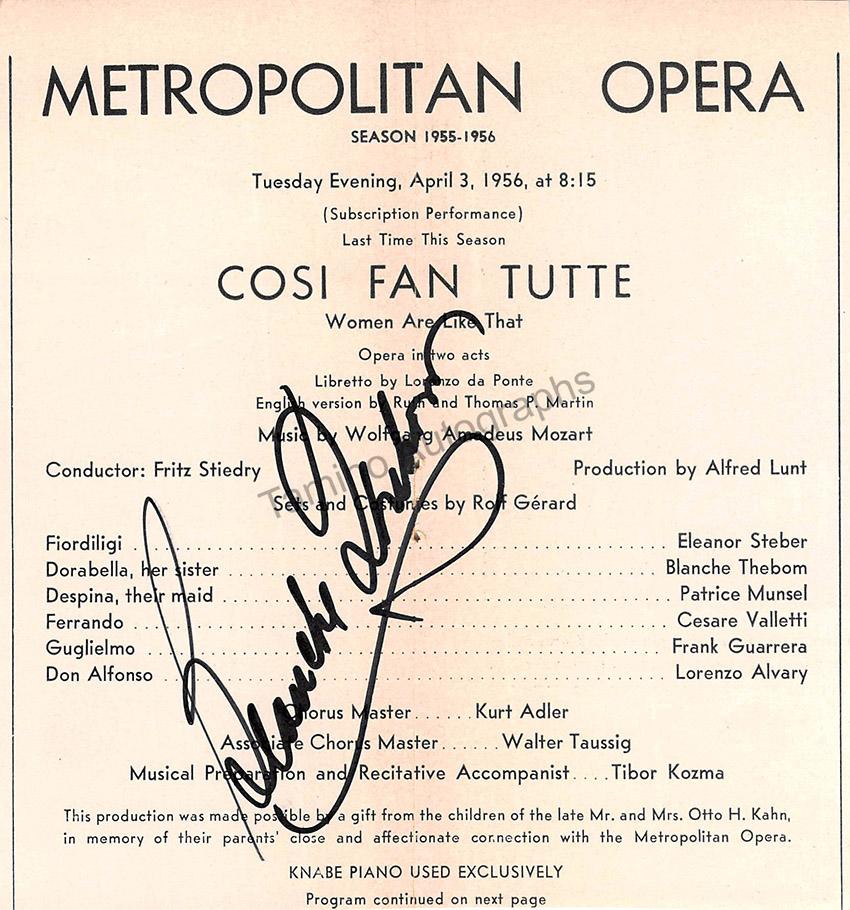 METROPOLITAN OPERA
SEASON 1955-1956
Tuesday Evening, April 3, 1956, at 8:15
(Subscription Performance)
Last Time This Season
COSI FAN TUTTE
Women Are Like That
Opera in two acts
Libretto by Lorenzo da Ponte
English version by Ruth and Thomas P. Martin
Music by Wolfgang Amadeus Mozart
Conductor: Fritz Stiedry Production by Alfred Lunt
Sets and Costumes by Rolf Gérard
Fiordiligi . . . . . Eleanor Steber
Dorabella, her sister . . . . . Blanche Thebom
Despina, their maid . . . . . Patrice Munsel
Ferrando . . . . . Cesare Valletti
Guglielmo . . . . . Frank Guarrera
Don Alfonso . . . . . Lorenzo Alvary
Chorus Master . . . . . . Kurt Adler
Associate Chorus Master . . . . . . Walter Taussig
Musical Preparation and Recitative Accompanist . . . . Tibor Kozma
This production was made possible by a gift from the children of the late Mr. and Mrs. Otto H. Kahn,
in memory of their parents' close and affectionate connection with the Metropolitan Opera.
KNABE PIANO USED EXCLUSIVELY
Program continued on next page
Blanche Thebom
Tamino Autographs